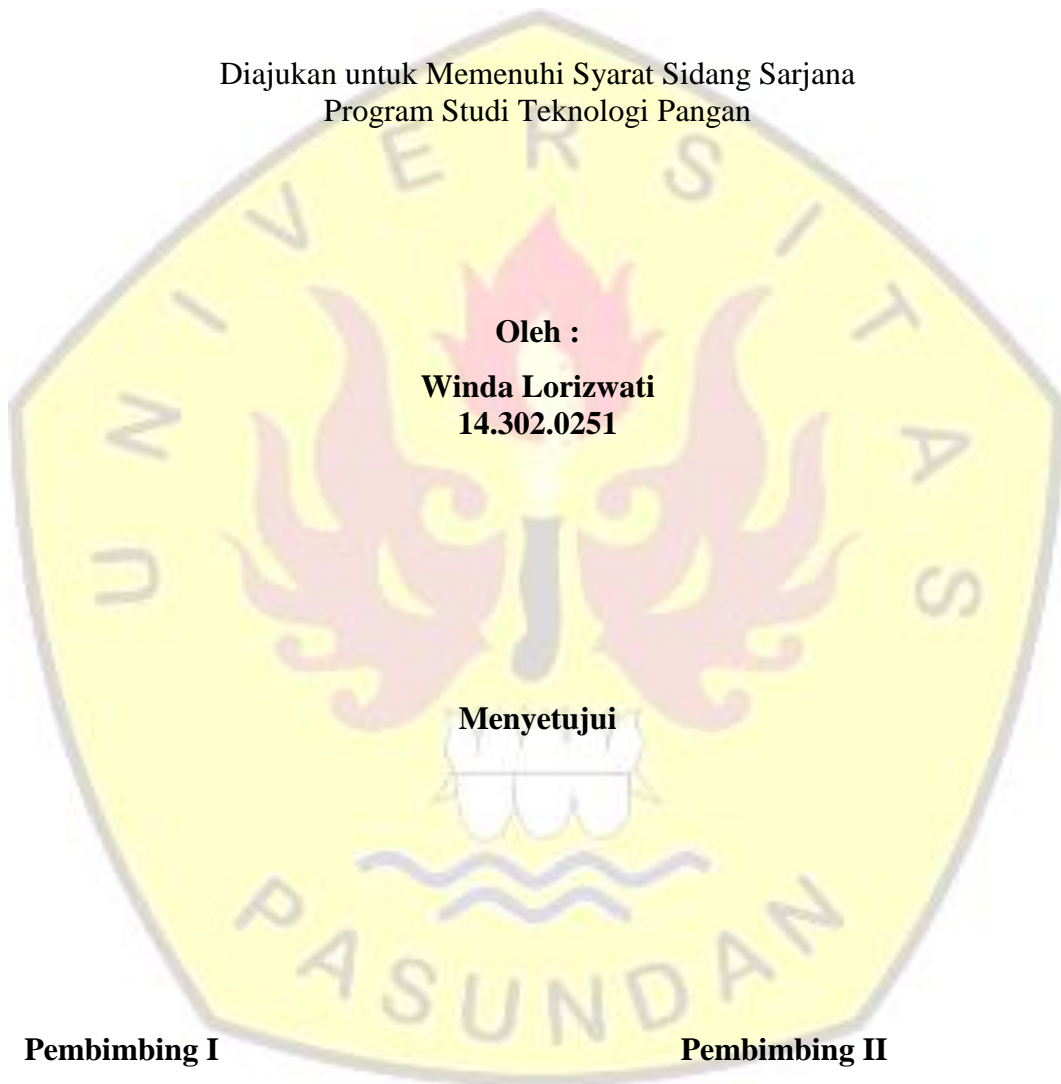 Diajukan untuk Memenuhi Syarat Sidang Sarjana
Program Studi Teknologi Pangan
UNIVERSITAS
Oleh :
Winda Lorizwati
14.302.0251
Menyetujui
PASUNDAN
Pembimbing I Pembimbing II